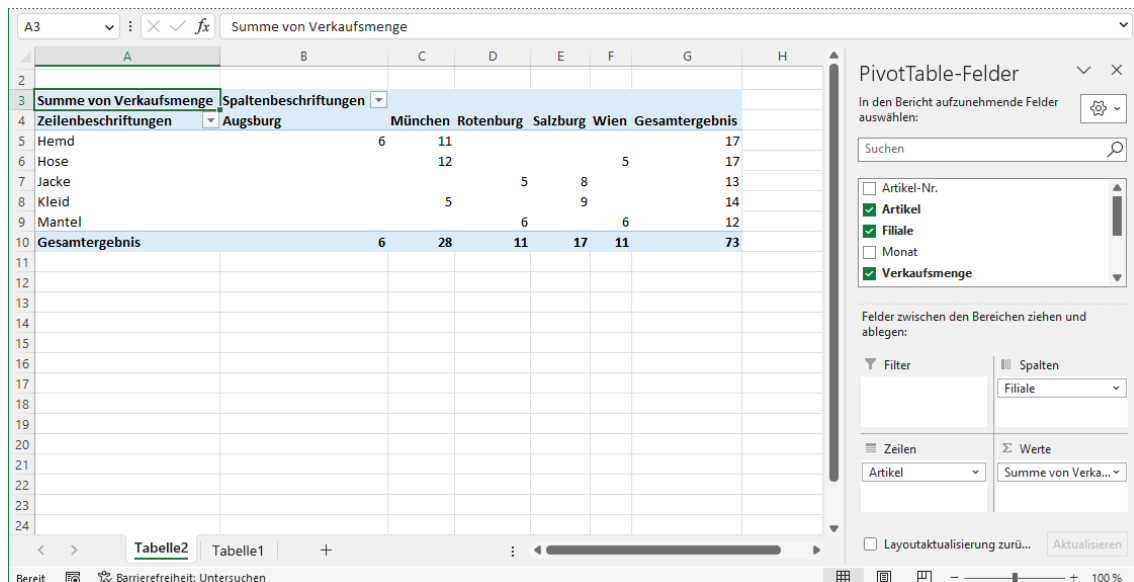 A3 fx Summe von Verkaufsmenge
A B C D E F G H
2
3 Summe von Verkaufsmenge Spaltenbeschriftungen
4 Zeilenbeschriftungen Augsburg München Rotenburg Salzburg Wien Gesamtergebnis
5 Hemd 6 11 17
6 Hose 12 5 17
7 Jacke 5 8 13
8 Kleid 5 9 14
9 Mantel 6 6 12
10 Gesamtergebnis 6 28 11 17 11 73
11
12
13
14
15
16
17
18
19
20
21
22
23
24
Tabelle2 Tabelle1 +
Bereit Barrierefreiheit: Untersuchen
PivotTable-Felder
In den Bericht aufzunehmende Felder
auswählen:
Suchen
Artikel-Nr.
Artikel
Filiale
Monat
Verkaufsmenge
Felder zwischen den Bereichen ziehen und
ablegen:
Filter
Spalten
Filiale
Zeilen
Artikel
Σ Werte
Summe von Verka...
Layoutaktualisierung zurü... Aktualisieren
− + 100 %